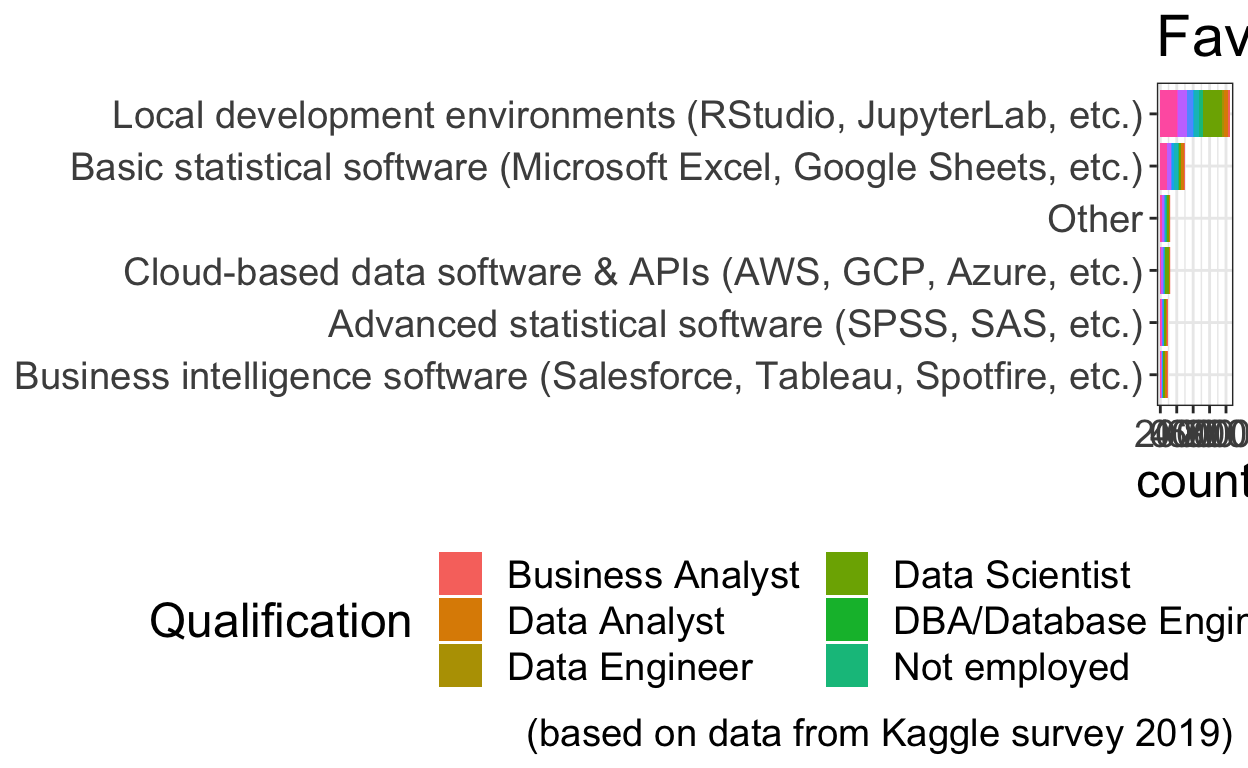 Fav
Local development environments (RStudio, JupyterLab, etc.)
Basic statistical software (Microsoft Excel, Google Sheets, etc.)
Other
Cloud-based data software & APIs (AWS, GCP, Azure, etc.)
Advanced statistical software (SPSS, SAS, etc.)
Business intelligence software (Salesforce, Tableau, Spotfire, etc.)
count
Qualification
Business Analyst
Data Scientist
Data Analyst
DBA/Database Engin
Data Engineer
Not employed
(based on data from Kaggle survey 2019)